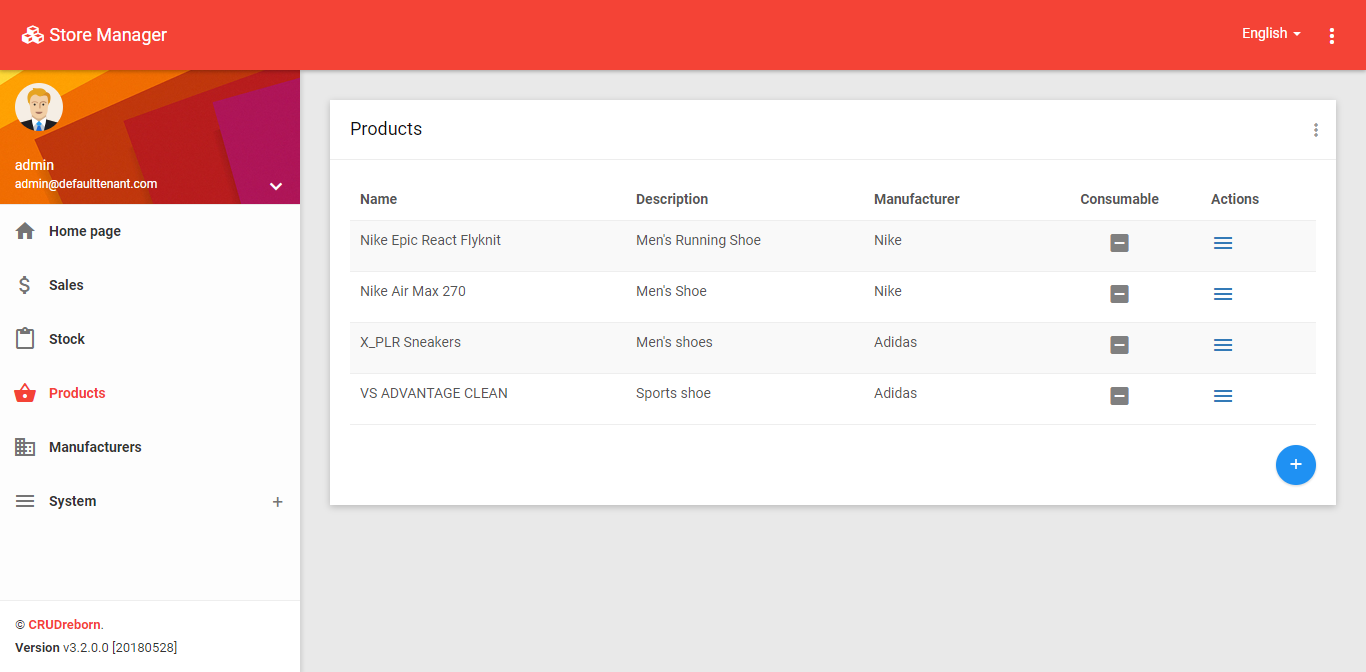 Store Manager
English
admin
admin@defaulttenant.com
Home page
Sales
Stock
Products
Manufacturers
System
© CRUDreborn.
Version v3.2.0.0 [20180528]
Products
Name Description Manufacturer Consumable Actions
Nike Epic React Flyknit Men's Running Shoe Nike
Nike Air Max 270 Men's Shoe Nike
X_PLR Sneakers Men's shoes Adidas
VS ADVANTAGE CLEAN Sports shoe Adidas